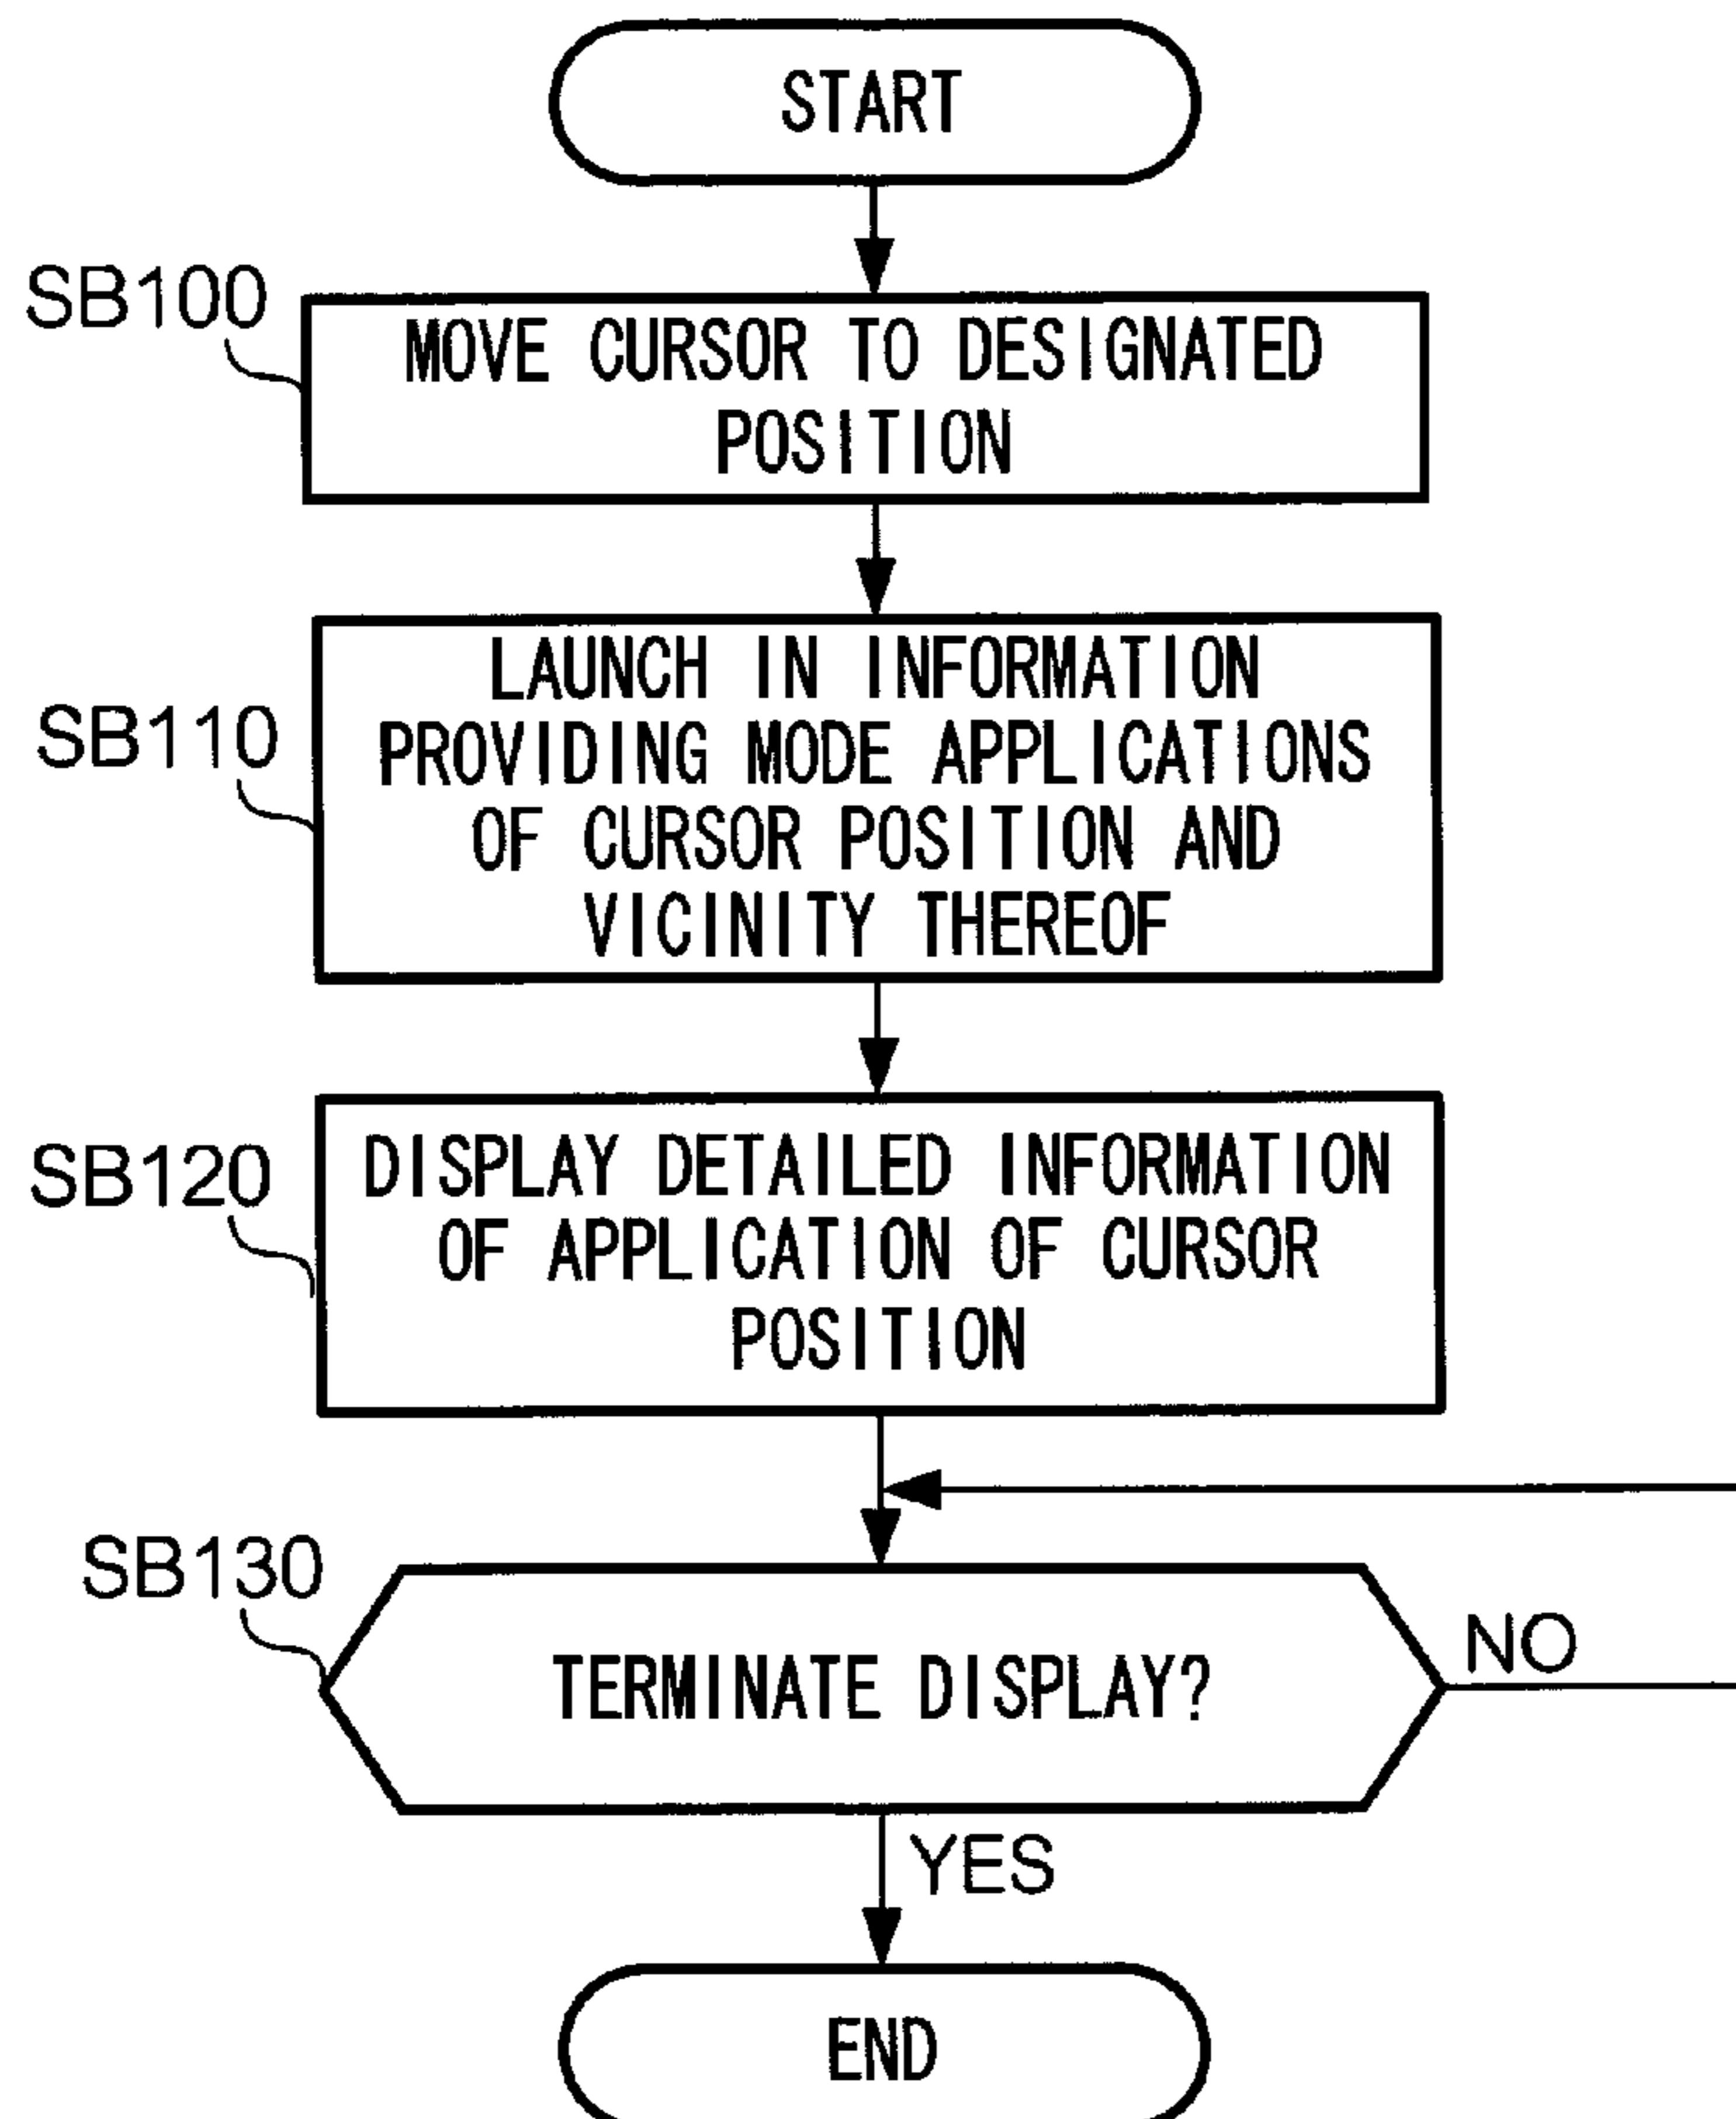 START
SB100
MOVE CURSOR TO DESIGNATED
POSITION
SB110
LAUNCH IN INFORMATION
PROVIDING MODE APPLICATIONS
OF CURSOR POSITION AND
VICINITY THEREOF
SB120
DISPLAY DETAILED INFORMATION
OF APPLICATION OF CURSOR
POSITION
SB130
TERMINATE DISPLAY?
NO
YES
END